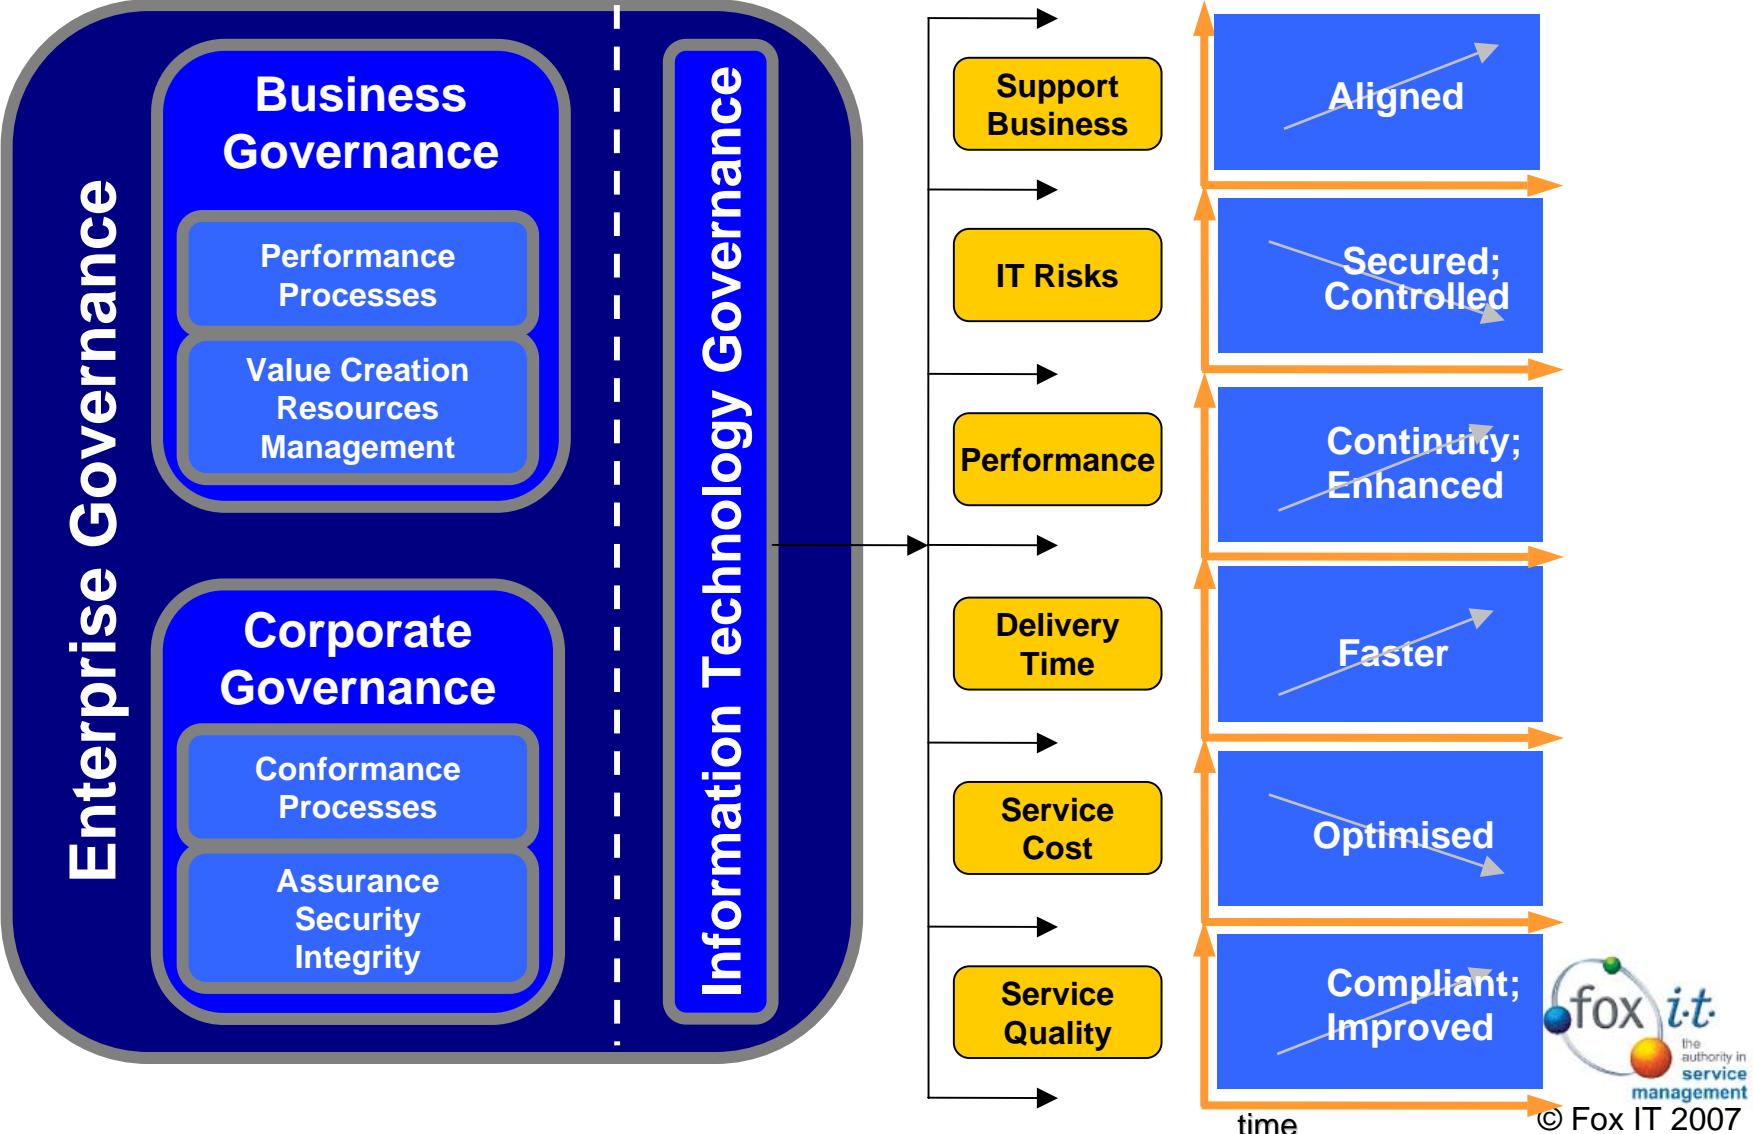 Enterprise Governance
Business
Governance
Performance
Processes
Value Creation
Resources
Management
Corporate
Governance
Conformance
Processes
Assurance
Security
Integrity
Information Technology Governance
Support
Business
IT Risks
Performance
Delivery
Time
Service
Cost
Service
Quality
Aligned
Secured;
Controlled
Continuity;
Enhanced
Faster
Optimised
Compliant;
Improved
time
fox i.t.
the
authority in
service
management
© Fox IT 2007